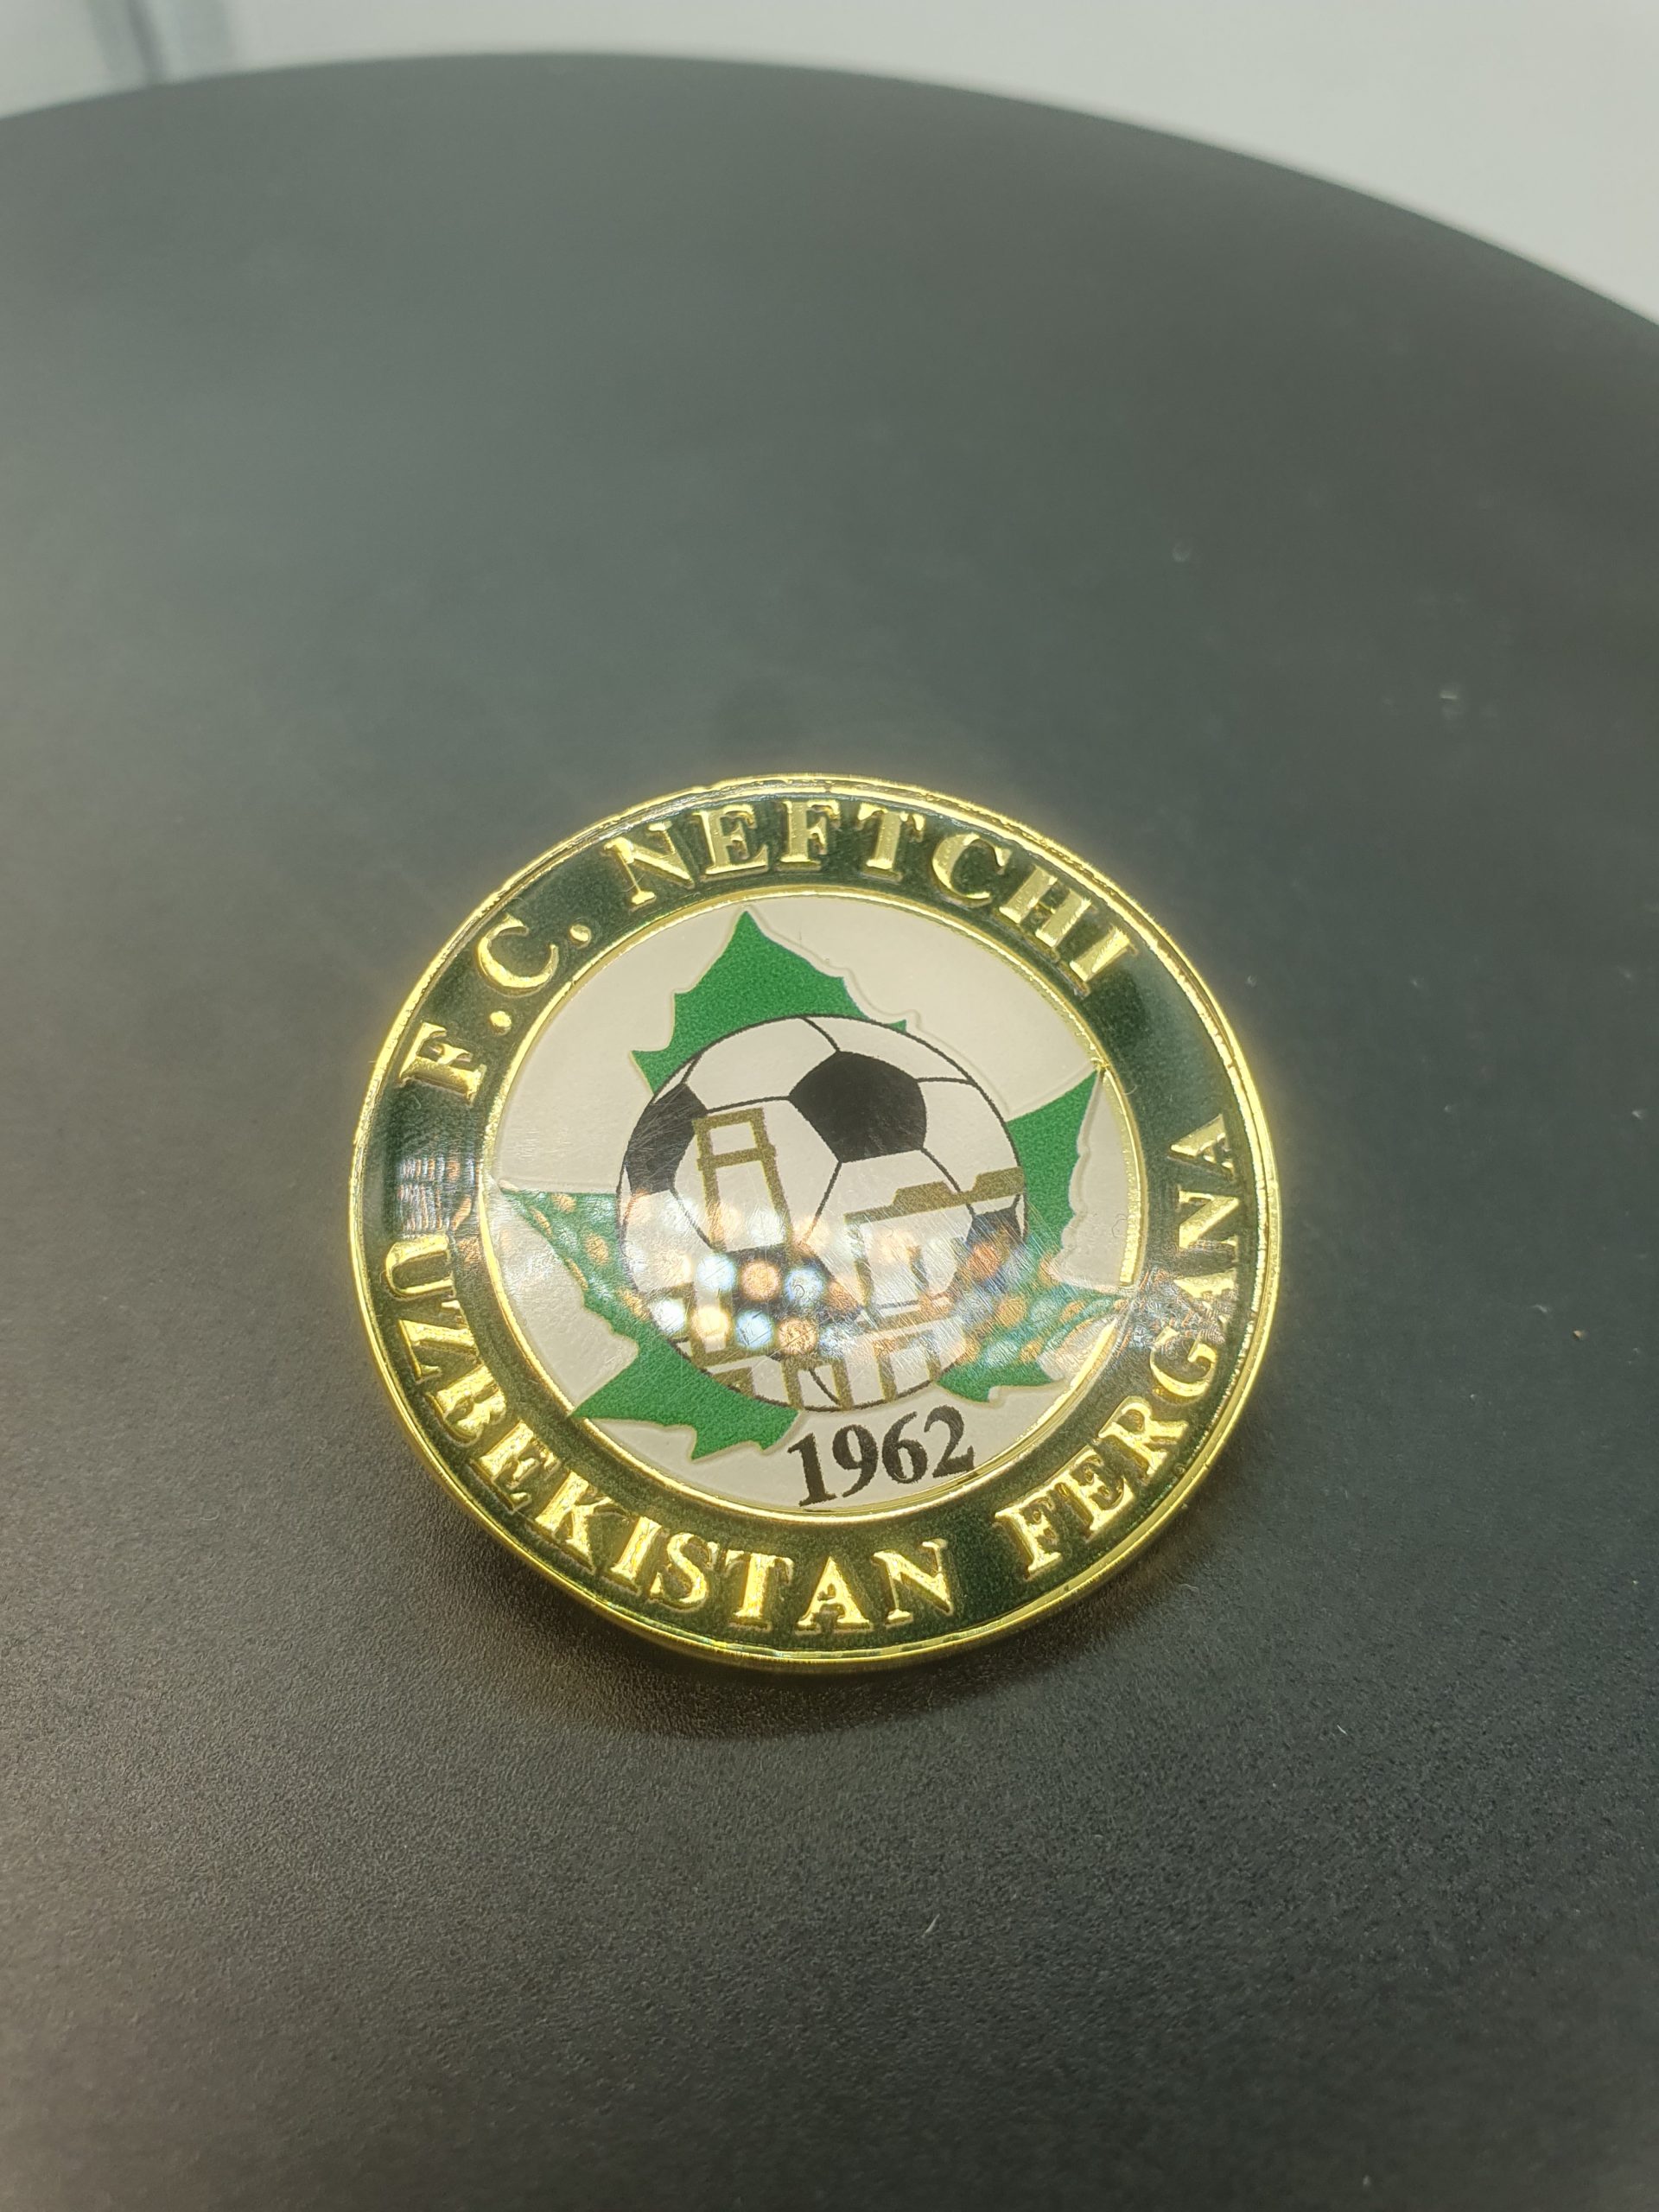 F.C. NEFTCHI
UZBEKISTAN FERGANA
1962